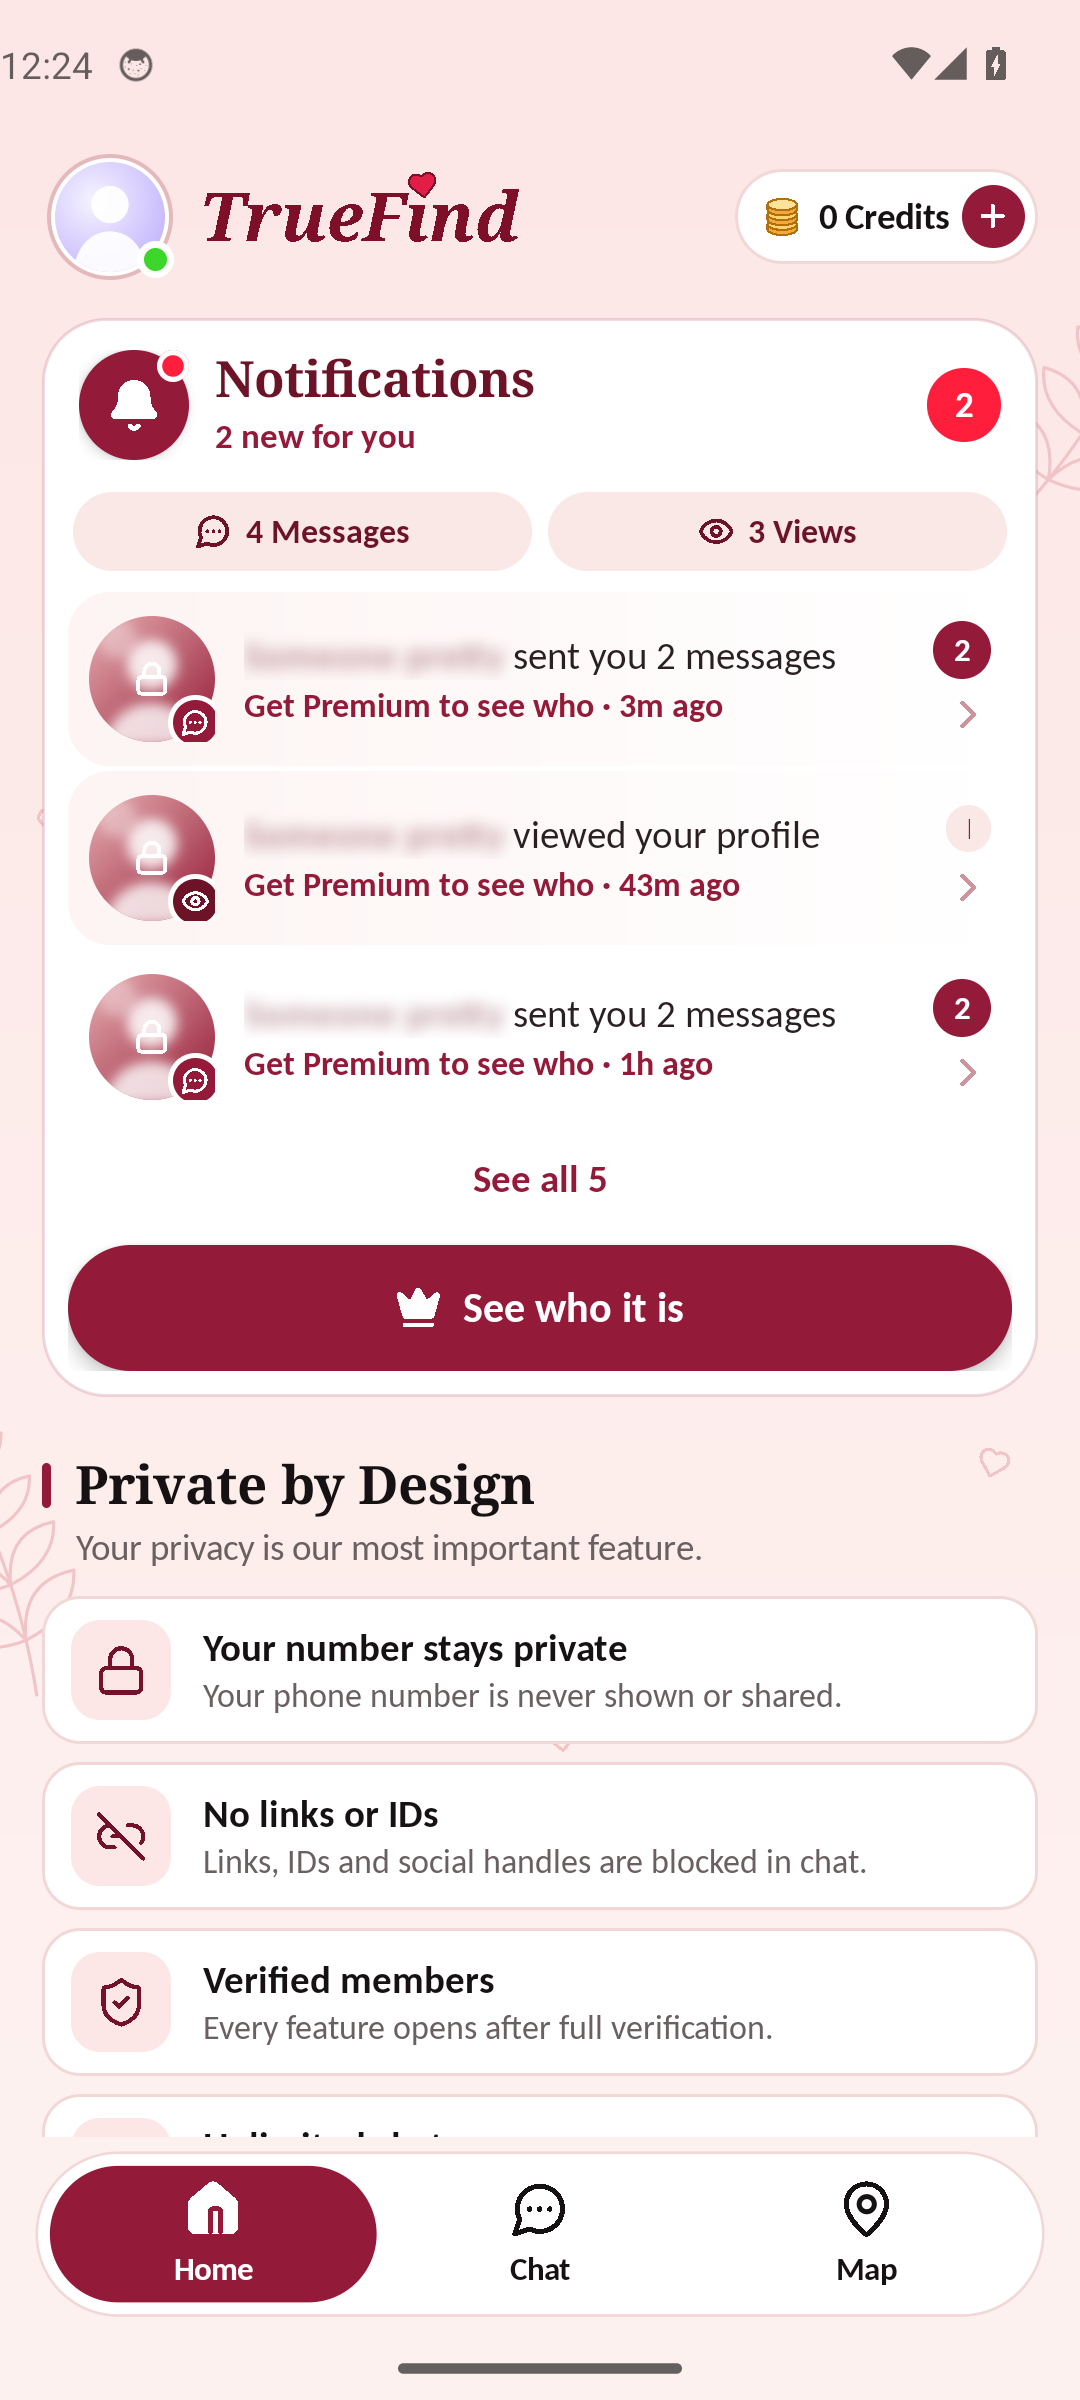 12:24
TrueFind
0 Credits
Notifications
2 new for you
2
4 Messages
3 Views
sent you 2 messages
Get Premium to see who · 3m ago
2
viewed your profile
Get Premium to see who · 43m ago
sent you 2 messages
Get Premium to see who · 1h ago
2
See all 5
See who it is
Private by Design
Your privacy is our most important feature.
Your number stays private
Your phone number is never shown or shared.
No links or IDs
Links, IDs and social handles are blocked in chat.
Verified members
Every feature opens after full verification.
Home
Chat
Map